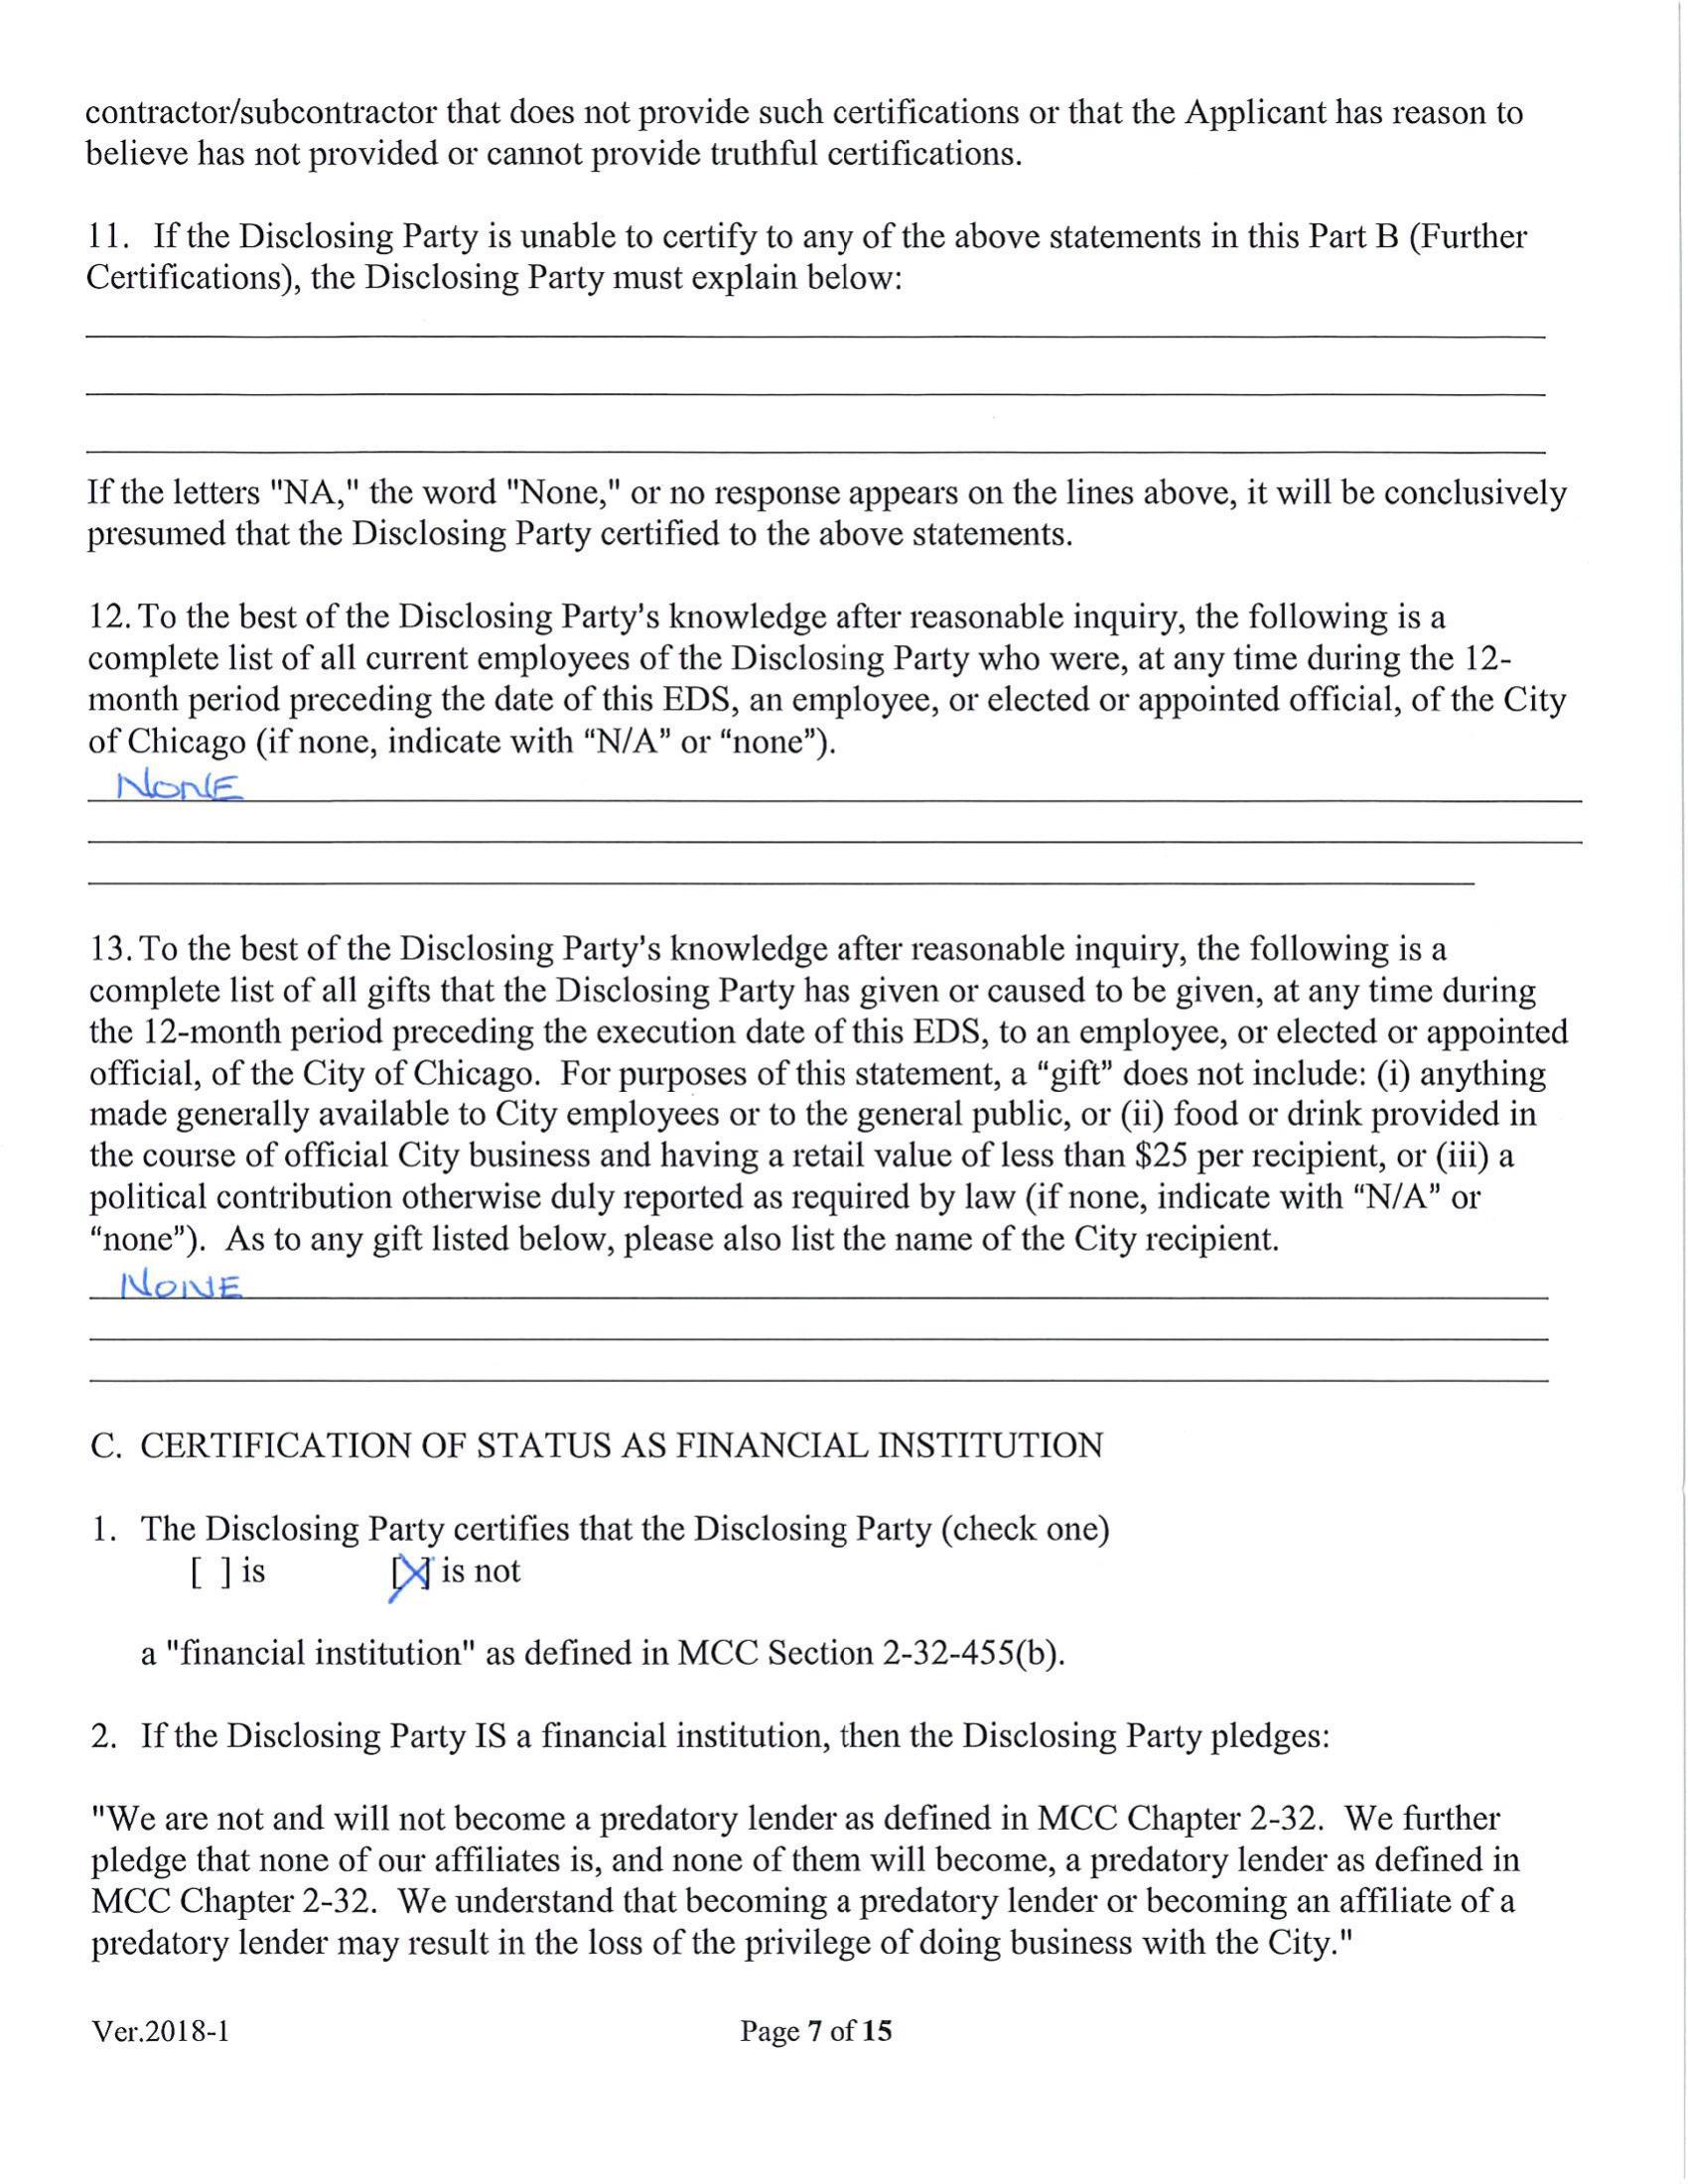 contractor/subcontractor that does not provide such certifications or that the Applicant has reason to
believe has not provided or cannot provide truthful certifications.
11. If the Disclosing Party is unable to certify to any of the above statements in this Part B (Further
Certifications), the Disclosing Party must explain below:
If the letters "NA," the word "None," or no response appears on the lines above, it will be conclusively
presumed that the Disclosing Party certified to the above statements.
12. To the best of the Disclosing Party's knowledge after reasonable inquiry, the following is a
complete list of all current employees of the Disclosing Party who were, at any time during the 12-
month period preceding the date of this EDS, an employee, or elected or appointed official, of the City
of Chicago (if none, indicate with “N/A” or “none”).
NONE
13. To the best of the Disclosing Party's knowledge after reasonable inquiry, the following is a
complete list of all gifts that the Disclosing Party has given or caused to be given, at any time during
the 12-month period preceding the execution date of this EDS, to an employee, or elected or appointed
official, of the City of Chicago. For purposes of this statement, a “gift” does not include: (i) anything
made generally available to City employees or to the general public, or (ii) food or drink provided in
the course of official City business and having a retail value of less than $25 per recipient, or (iii) a
political contribution otherwise duly reported as required by law (if none, indicate with “N/A” or
“none”). As to any gift listed below, please also list the name of the City recipient.
NONE
C. CERTIFICATION OF STATUS AS FINANCIAL INSTITUTION
1. The Disclosing Party certifies that the Disclosing Party (check one)
[ ] is [X] is not
a "financial institution" as defined in MCC Section 2-32-455(b).
2. If the Disclosing Party IS a financial institution, then the Disclosing Party pledges:
"We are not and will not become a predatory lender as defined in MCC Chapter 2-32. We further
pledge that none of our affiliates is, and none of them will become, a predatory lender as defined in
MCC Chapter 2-32. We understand that becoming a predatory lender or becoming an affiliate of a
predatory lender may result in the loss of the privilege of doing business with the City."
Ver.2018-1 Page 7 of 15